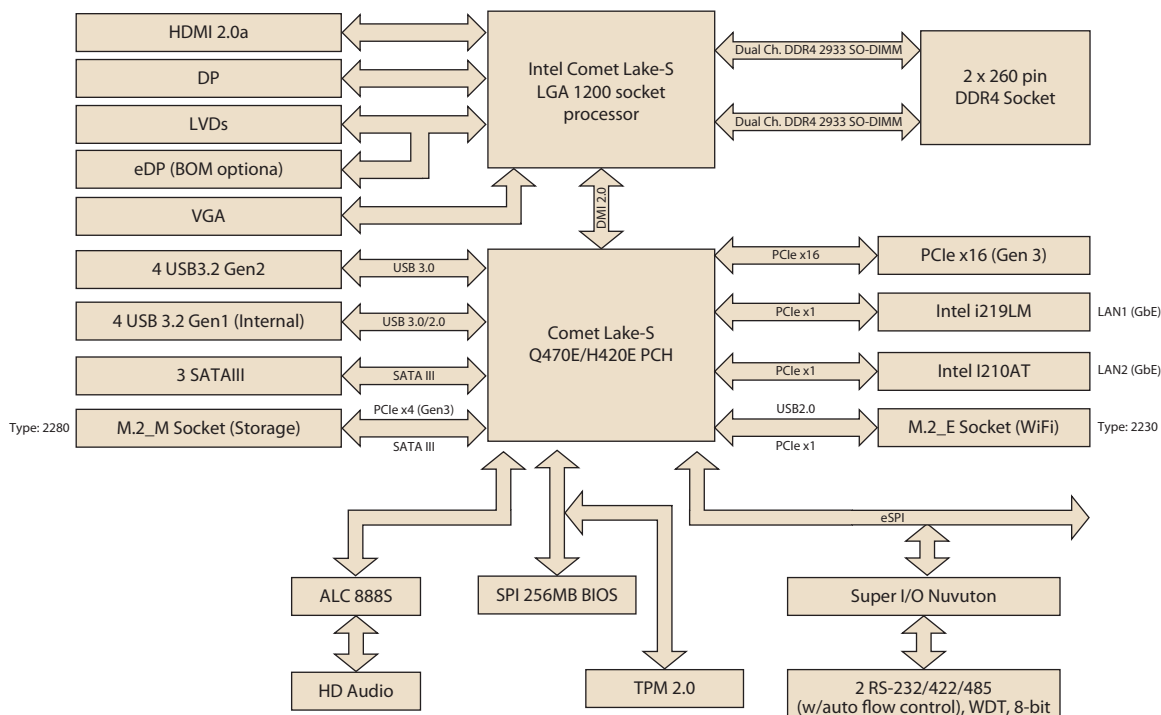 HDMI 2.0a
DP
LVDs
eDP (BOM optiona)
VGA
Intel Comet Lake-S
LGA 1200 socket
processor
Dual Ch. DDR4 2933 SO-DIMM
Dual Ch. DDR4 2933 SO-DIMM
2 x 260 pin
DDR4 Socket
DMI 2.0
4 USB3.2 Gen2
USB 3.0
4 USB 3.2 Gen1 (Internal)
USB 3.0/2.0
3 SATAIII
SATA III
Type: 2280
M.2_M Socket (Storage)
PCIe x4 (Gen3)
SATA III
Comet Lake-S
Q470E/H420E PCH
PCIe x16
PCIe x16 (Gen 3)
PCIe x1
Intel i219LM
LAN1 (GbE)
PCIe x1
Intel I210AT
LAN2 (GbE)
USB2.0
PCIe x1
M.2_E Socket (WiFi)
Type: 2230
eSPI
ALC 888S
SPI 256MB BIOS
Super I/O Nuvuton
HD Audio
TPM 2.0
2 RS-232/422/485
(w/auto flow control), WDT, 8-bit